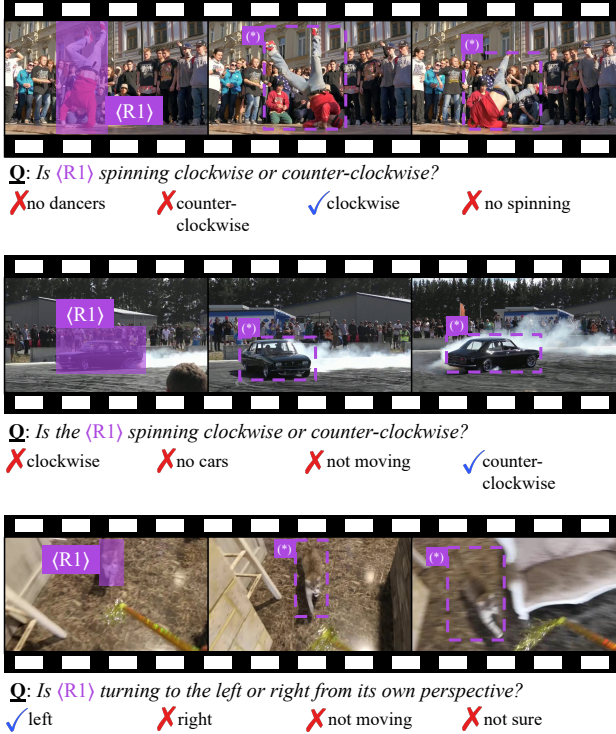 (*)
(*)
⟨R1⟩
Q: Is ⟨R1⟩ spinning clockwise or counter-clockwise?
✗no dancers ✗counter-clockwise ✓clockwise ✗no spinning
⟨R1⟩
(*)
(*)
Q: Is the ⟨R1⟩ spinning clockwise or counter-clockwise?
✗clockwise ✗no cars ✗not moving ✓counter-clockwise
⟨R1⟩
(*)
(*)
Q: Is ⟨R1⟩ turning to the left or right from its own perspective?
✓left ✗right ✗not moving ✗not sure